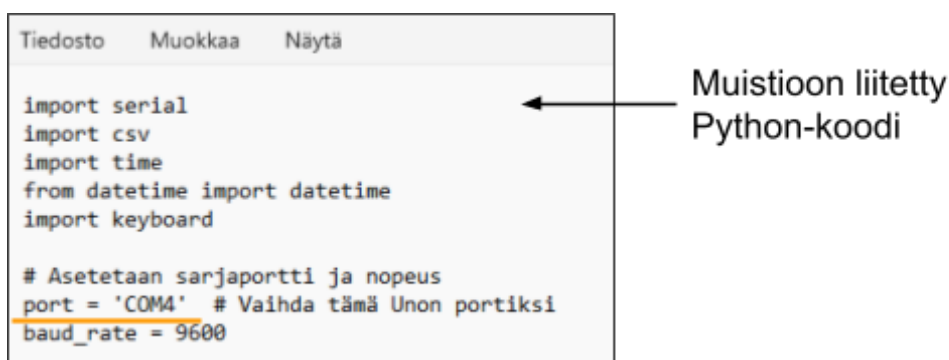 Tiedosto Muokkaa Näytä
import serial
import csv
import time
from datetime import datetime
import keyboard
# Asetetaan sarjaportti ja nopeus
port = 'COM4'  # Vaihda tämä Unon portiksi
baud_rate = 9600
Muistioon liitetty
Python-koodi